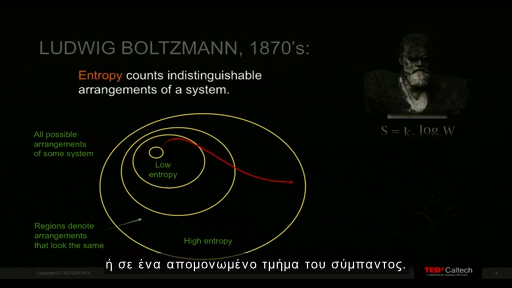 LUDWIG BOLTZMANN, 1870's:
Entropy counts indistinguishable
arrangements of a system.
S = k. log W
All possible
arrangements
of some system
Low
entropy
Regions denote
arrangements
that look the same
High entropy
ή σε ένα απομονωμένο τμήμα του σύμπαντος.
TEDxCaltech